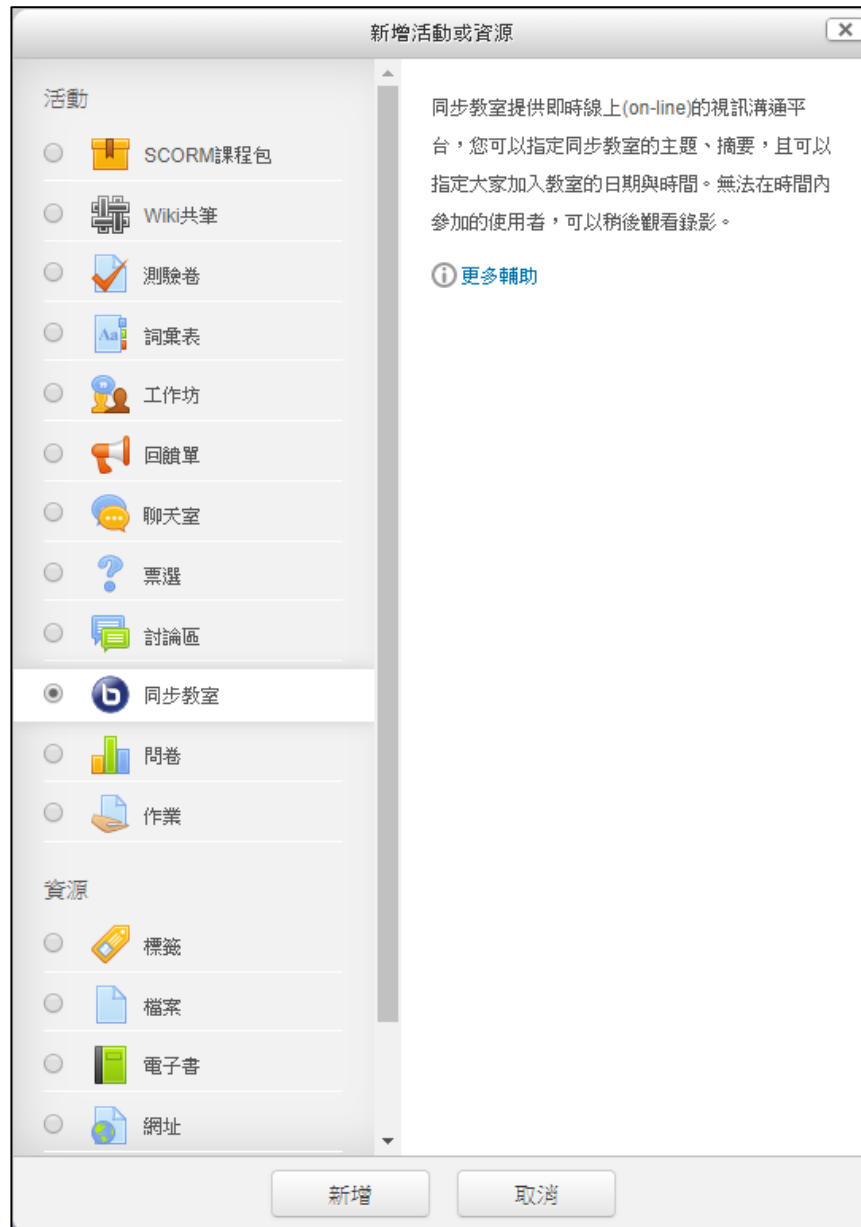 新增活動或資源
活動
SCORM課程包
Wiki共筆
測驗卷
Aa
詞彙表
工作坊
回饋單
聊天室
票選
討論區
b
同步教室
問卷
作業
資源
標籤
檔案
電子書
網址
同步教室提供即時線上(on-line)的視訊溝通平
台，您可以指定同步教室的主題、摘要，且可以
指定大家加入教室的日期與時間。無法在時間內
參加的使用者，可以稍後觀看錄影。
更多輔助
新增
取消